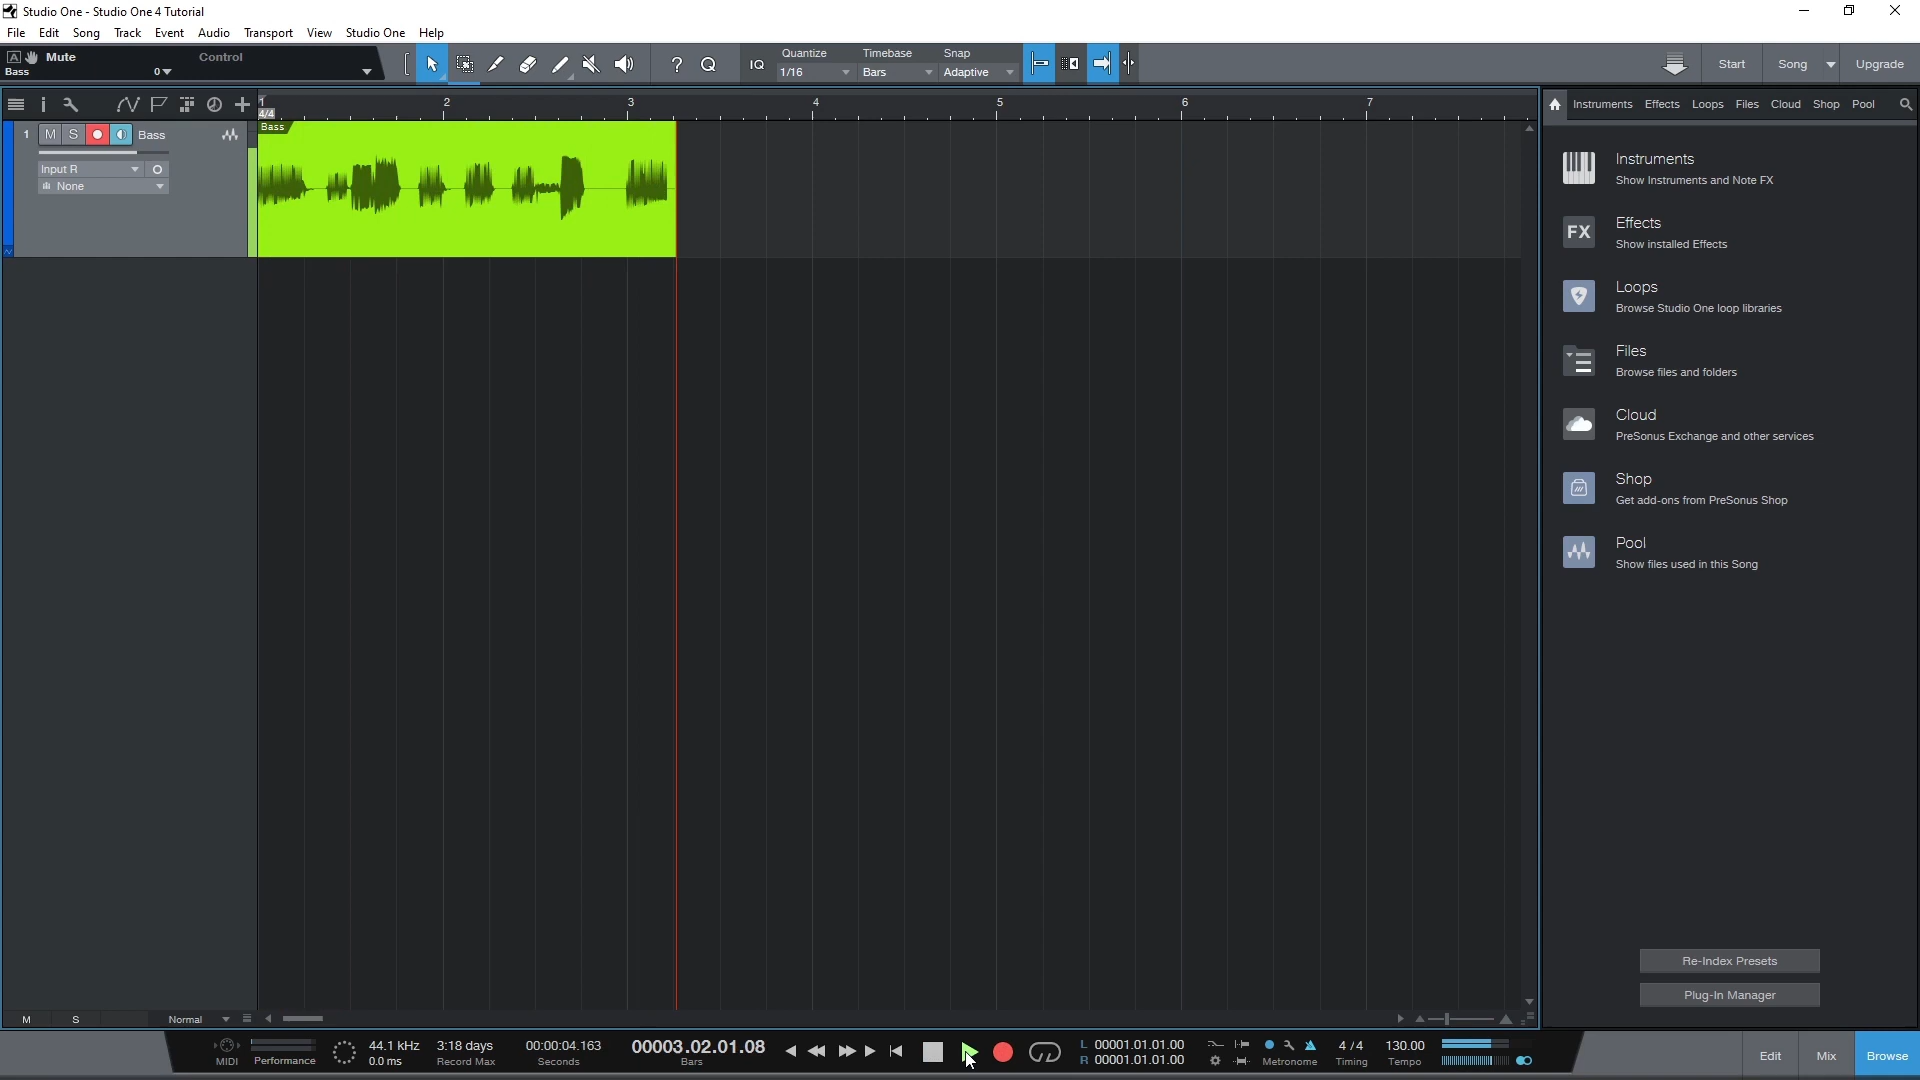 Studio One - Studio One 4 Tutorial
File Edit Song Track Event Audio Transport View Studio One Help
A Mute Control
Bass 0
? Q IQ Quantize Timebase Snap
1/16 Bars Adaptive
Start Song Upgrade
1 2 3 4 5 6 7
4/4
Instruments Effects Loops Files Cloud Shop Pool
1 M S Bass
Bass
Input R
None
Instruments
Show Instruments and Note FX
FX Effects
Show installed Effects
Loops
Browse Studio One loop libraries
Files
Browse files and folders
Cloud
PreSonus Exchange and other services
Shop
Get add-ons from PreSonus Shop
Pool
Show files used in this Song
Re-Index Presets
Plug-In Manager
M S Normal
MIDI Performance
44.1 kHz 3:18 days 00:00:04.163 00003.02.01.08
0.0 ms Record Max Seconds Bars
L 00001.01.01.00
R 00001.01.01.00
Metronome
4 / 4 130.00
Timing Tempo
Edit Mix Browse